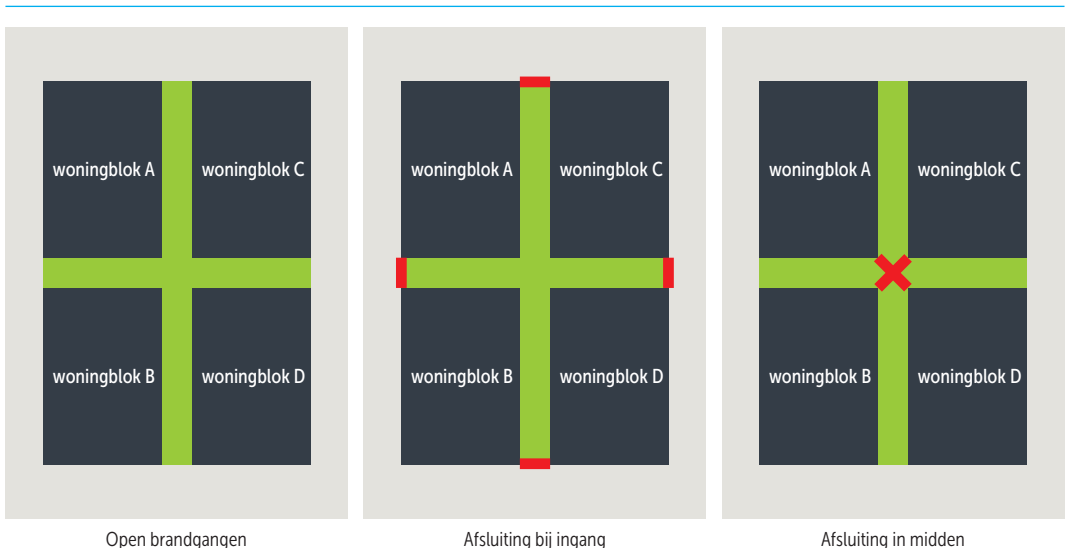 woningblok A
woningblok C
woningblok B
woningblok D
Open brandgangen
woningblok A
woningblok C
woningblok B
woningblok D
Afsluiting bij ingang
woningblok A
woningblok C
woningblok B
woningblok D
Afsluiting in midden